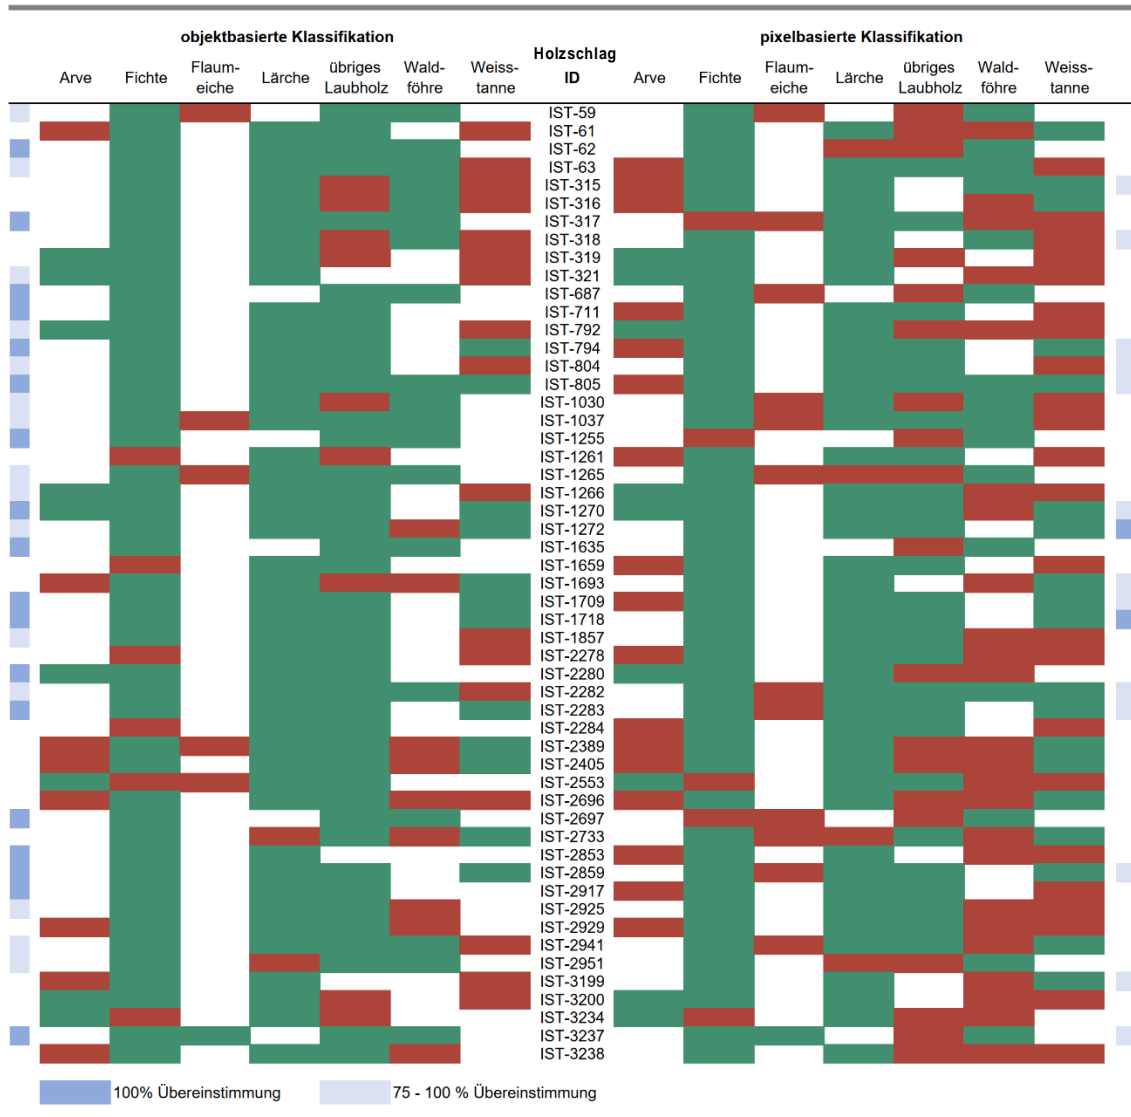 objektbasierte Klassifikation
pixelbasierte Klassifikation
Holzschlag
ID
Arve Fichte Flaum-
eiche Lärche übriges
Laubholz Wald-
föhre Weiss-
tanne
Arve Fichte Flaum-
eiche Lärche übriges
Laubholz Wald-
föhre Weiss-
tanne
IST-59
IST-61
IST-62
IST-63
IST-315
IST-316
IST-317
IST-318
IST-319
IST-321
IST-687
IST-711
IST-792
IST-794
IST-804
IST-805
IST-1030
IST-1037
IST-1255
IST-1261
IST-1265
IST-1266
IST-1270
IST-1272
IST-1635
IST-1659
IST-1693
IST-1709
IST-1718
IST-1857
IST-2278
IST-2280
IST-2282
IST-2283
IST-2284
IST-2389
IST-2405
IST-2553
IST-2696
IST-2697
IST-2733
IST-2853
IST-2859
IST-2917
IST-2925
IST-2929
IST-2941
IST-2951
IST-3199
IST-3200
IST-3234
IST-3237
IST-3238
100% Übereinstimmung
75 - 100 % Übereinstimmung